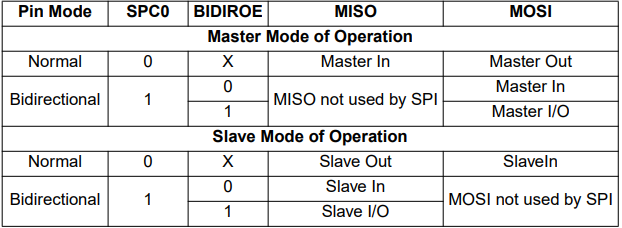 Pin Mode SPC0 BIDIROE MISO MOSI
Master Mode of Operation
Normal 0 X Master In Master Out
Bidirectional 1 0 MISO not used by SPI Master In
1 Master I/O
Slave Mode of Operation
Normal 0 X Slave Out SlaveIn
Bidirectional 1 0 Slave In MOSI not used by SPI
1 Slave I/O